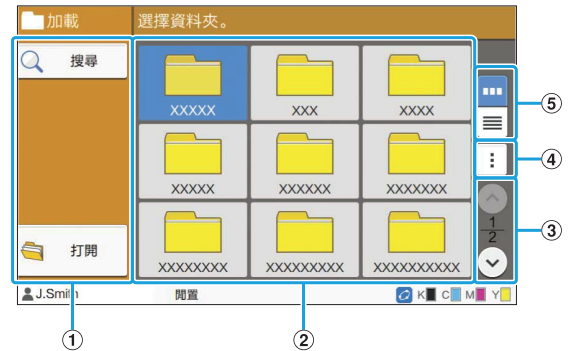 加載 選擇資料夾。
搜尋
XXXXX XXX XXXX
⑤
④
XXXXX XXXXXX XXXXXXX
1
2
③
打開
XXXXXXXX XXXXXXXXX XXXXXXXXXX
J.Smith 閒置 K C M Y
① ②